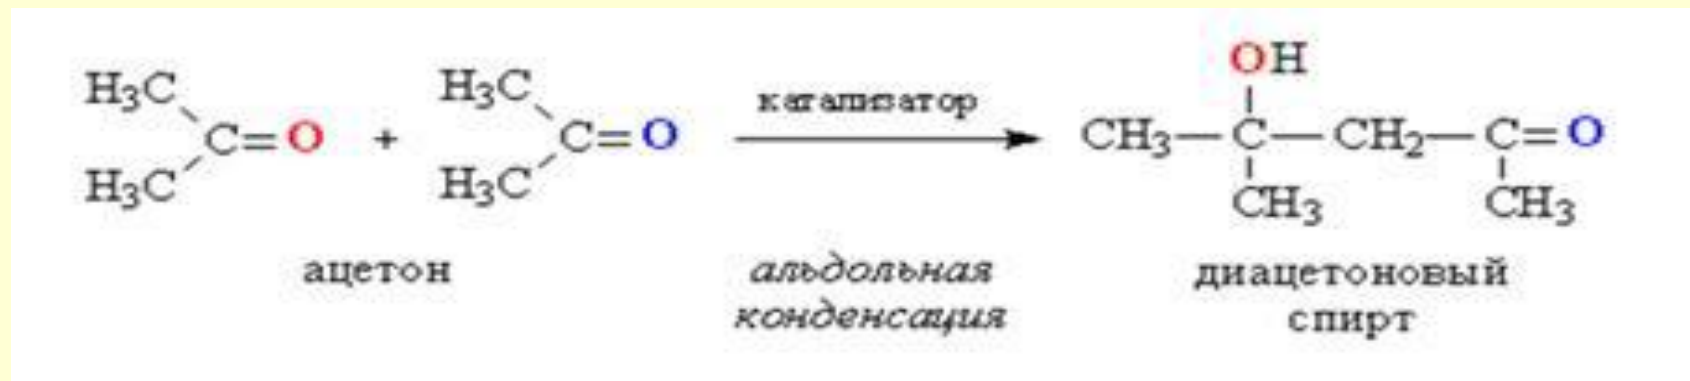 OH
H₃C H₃C катализатор
C=O + C=O CH₃—C—CH₂—C=O
H₃C H₃C CH₃ CH₃
ацетон альдольная диацетоновый
конденсация спирт